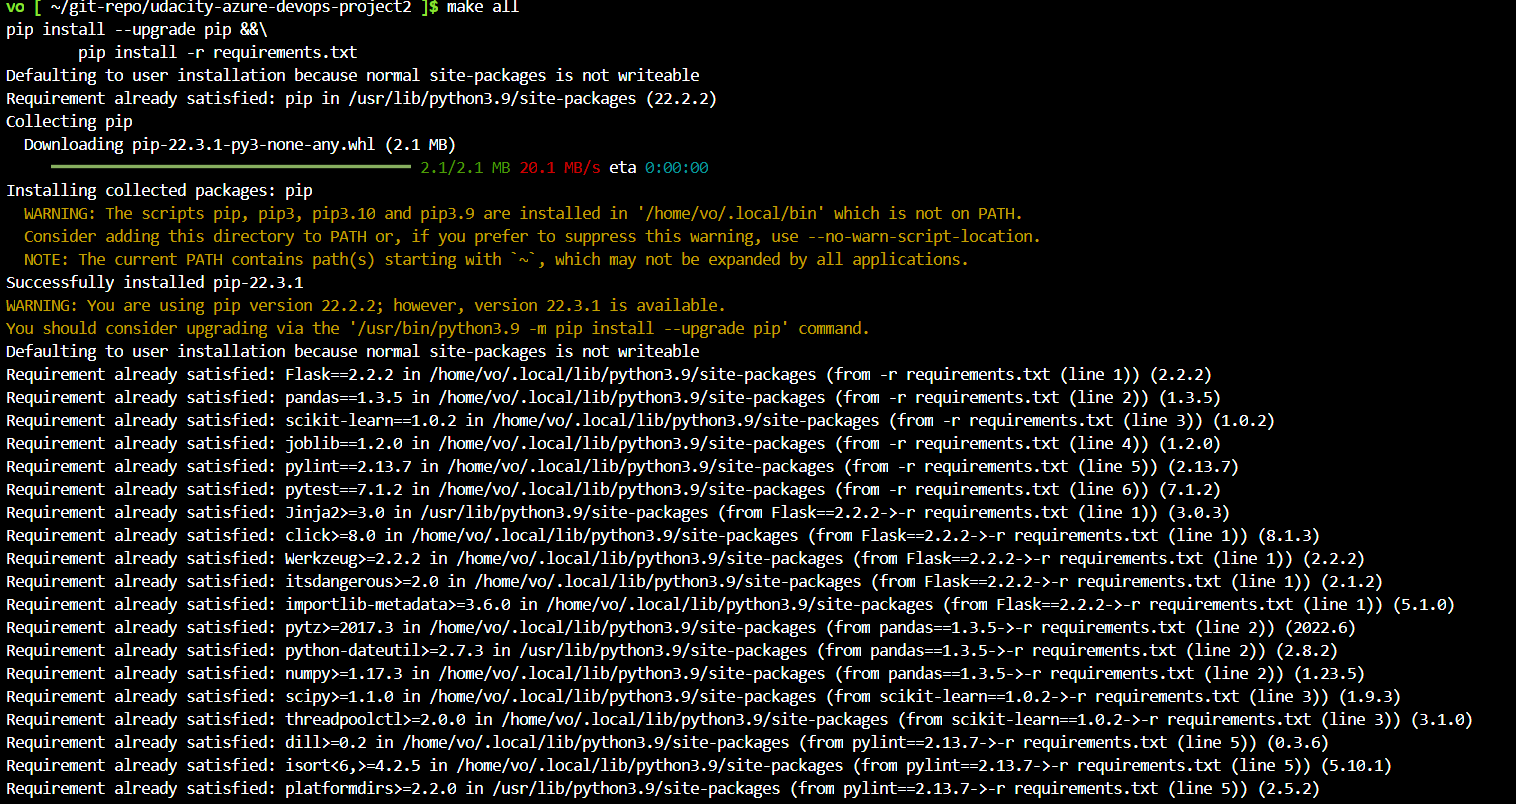 vo [ ~/git-repo/udacity-azure-devops-project2 ]$ make all
pip install --upgrade pip &&\
        pip install -r requirements.txt
Defaulting to user installation because normal site-packages is not writeable
Requirement already satisfied: pip in /usr/lib/python3.9/site-packages (22.2.2)
Collecting pip
  Downloading pip-22.3.1-py3-none-any.whl (2.1 MB)
     2.1/2.1 MB 20.1 MB/s eta 0:00:00
Installing collected packages: pip
  WARNING: The scripts pip, pip3, pip3.10 and pip3.9 are installed in '/home/vo/.local/bin' which is not on PATH.
  Consider adding this directory to PATH or, if you prefer to suppress this warning, use --no-warn-script-location.
  NOTE: The current PATH contains path(s) starting with `~`, which may not be expanded by all applications.
Successfully installed pip-22.3.1
WARNING: You are using pip version 22.2.2; however, version 22.3.1 is available.
You should consider upgrading via the '/usr/bin/python3.9 -m pip install --upgrade pip' command.
Defaulting to user installation because normal site-packages is not writeable
Requirement already satisfied: Flask==2.2.2 in /home/vo/.local/lib/python3.9/site-packages (from -r requirements.txt (line 1)) (2.2.2)
Requirement already satisfied: pandas==1.3.5 in /home/vo/.local/lib/python3.9/site-packages (from -r requirements.txt (line 2)) (1.3.5)
Requirement already satisfied: scikit-learn==1.0.2 in /home/vo/.local/lib/python3.9/site-packages (from -r requirements.txt (line 3)) (1.0.2)
Requirement already satisfied: joblib==1.2.0 in /home/vo/.local/lib/python3.9/site-packages (from -r requirements.txt (line 4)) (1.2.0)
Requirement already satisfied: pylint==2.13.7 in /home/vo/.local/lib/python3.9/site-packages (from -r requirements.txt (line 5)) (2.13.7)
Requirement already satisfied: pytest==7.1.2 in /home/vo/.local/lib/python3.9/site-packages (from -r requirements.txt (line 6)) (7.1.2)
Requirement already satisfied: Jinja2>=3.0 in /usr/lib/python3.9/site-packages (from Flask==2.2.2->-r requirements.txt (line 1)) (3.0.3)
Requirement already satisfied: click>=8.0 in /home/vo/.local/lib/python3.9/site-packages (from Flask==2.2.2->-r requirements.txt (line 1)) (8.1.3)
Requirement already satisfied: Werkzeug>=2.2.2 in /home/vo/.local/lib/python3.9/site-packages (from Flask==2.2.2->-r requirements.txt (line 1)) (2.2.2)
Requirement already satisfied: itsdangerous>=2.0 in /home/vo/.local/lib/python3.9/site-packages (from Flask==2.2.2->-r requirements.txt (line 1)) (2.1.2)
Requirement already satisfied: importlib-metadata>=3.6.0 in /home/vo/.local/lib/python3.9/site-packages (from Flask==2.2.2->-r requirements.txt (line 1)) (5.1.0)
Requirement already satisfied: pytz>=2017.3 in /home/vo/.local/lib/python3.9/site-packages (from pandas==1.3.5->-r requirements.txt (line 2)) (2022.6)
Requirement already satisfied: python-dateutil>=2.7.3 in /usr/lib/python3.9/site-packages (from pandas==1.3.5->-r requirements.txt (line 2)) (2.8.2)
Requirement already satisfied: numpy>=1.17.3 in /home/vo/.local/lib/python3.9/site-packages (from pandas==1.3.5->-r requirements.txt (line 2)) (1.23.5)
Requirement already satisfied: scipy>=1.1.0 in /home/vo/.local/lib/python3.9/site-packages (from scikit-learn==1.0.2->-r requirements.txt (line 3)) (1.9.3)
Requirement already satisfied: threadpoolctl>=2.0.0 in /home/vo/.local/lib/python3.9/site-packages (from scikit-learn==1.0.2->-r requirements.txt (line 3)) (3.1.0)
Requirement already satisfied: dill>=0.2 in /home/vo/.local/lib/python3.9/site-packages (from pylint==2.13.7->-r requirements.txt (line 5)) (0.3.6)
Requirement already satisfied: isort<6,>=4.2.5 in /home/vo/.local/lib/python3.9/site-packages (from pylint==2.13.7->-r requirements.txt (line 5)) (5.10.1)
Requirement already satisfied: platformdirs>=2.2.0 in /usr/lib/python3.9/site-packages (from pylint==2.13.7->-r requirements.txt (line 5)) (2.5.2)